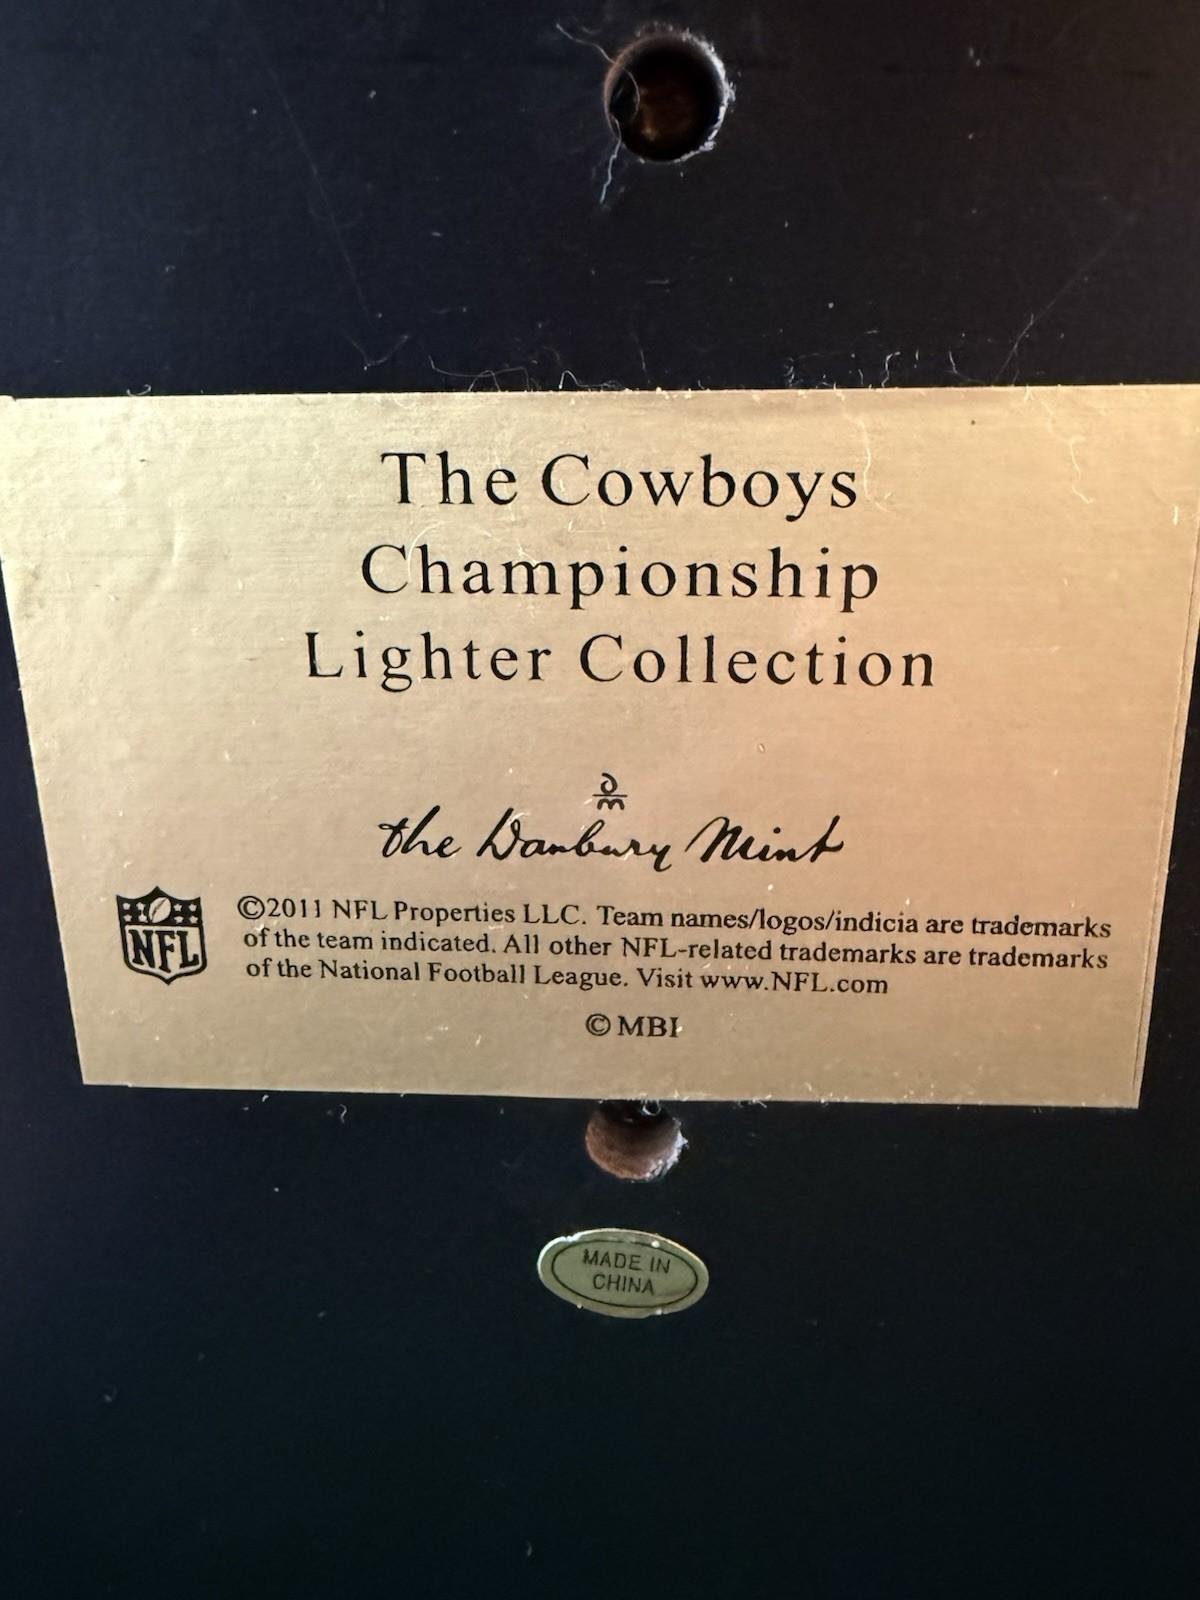 The Cowboys
Championship
Lighter Collection
the Danbury Mint
©2011 NFL Properties LLC. Team names/logos/indicia are trademarks
of the team indicated. All other NFL-related trademarks are trademarks
of the National Football League. Visit www.NFL.com
NFL
©MBI
MADE IN
CHINA